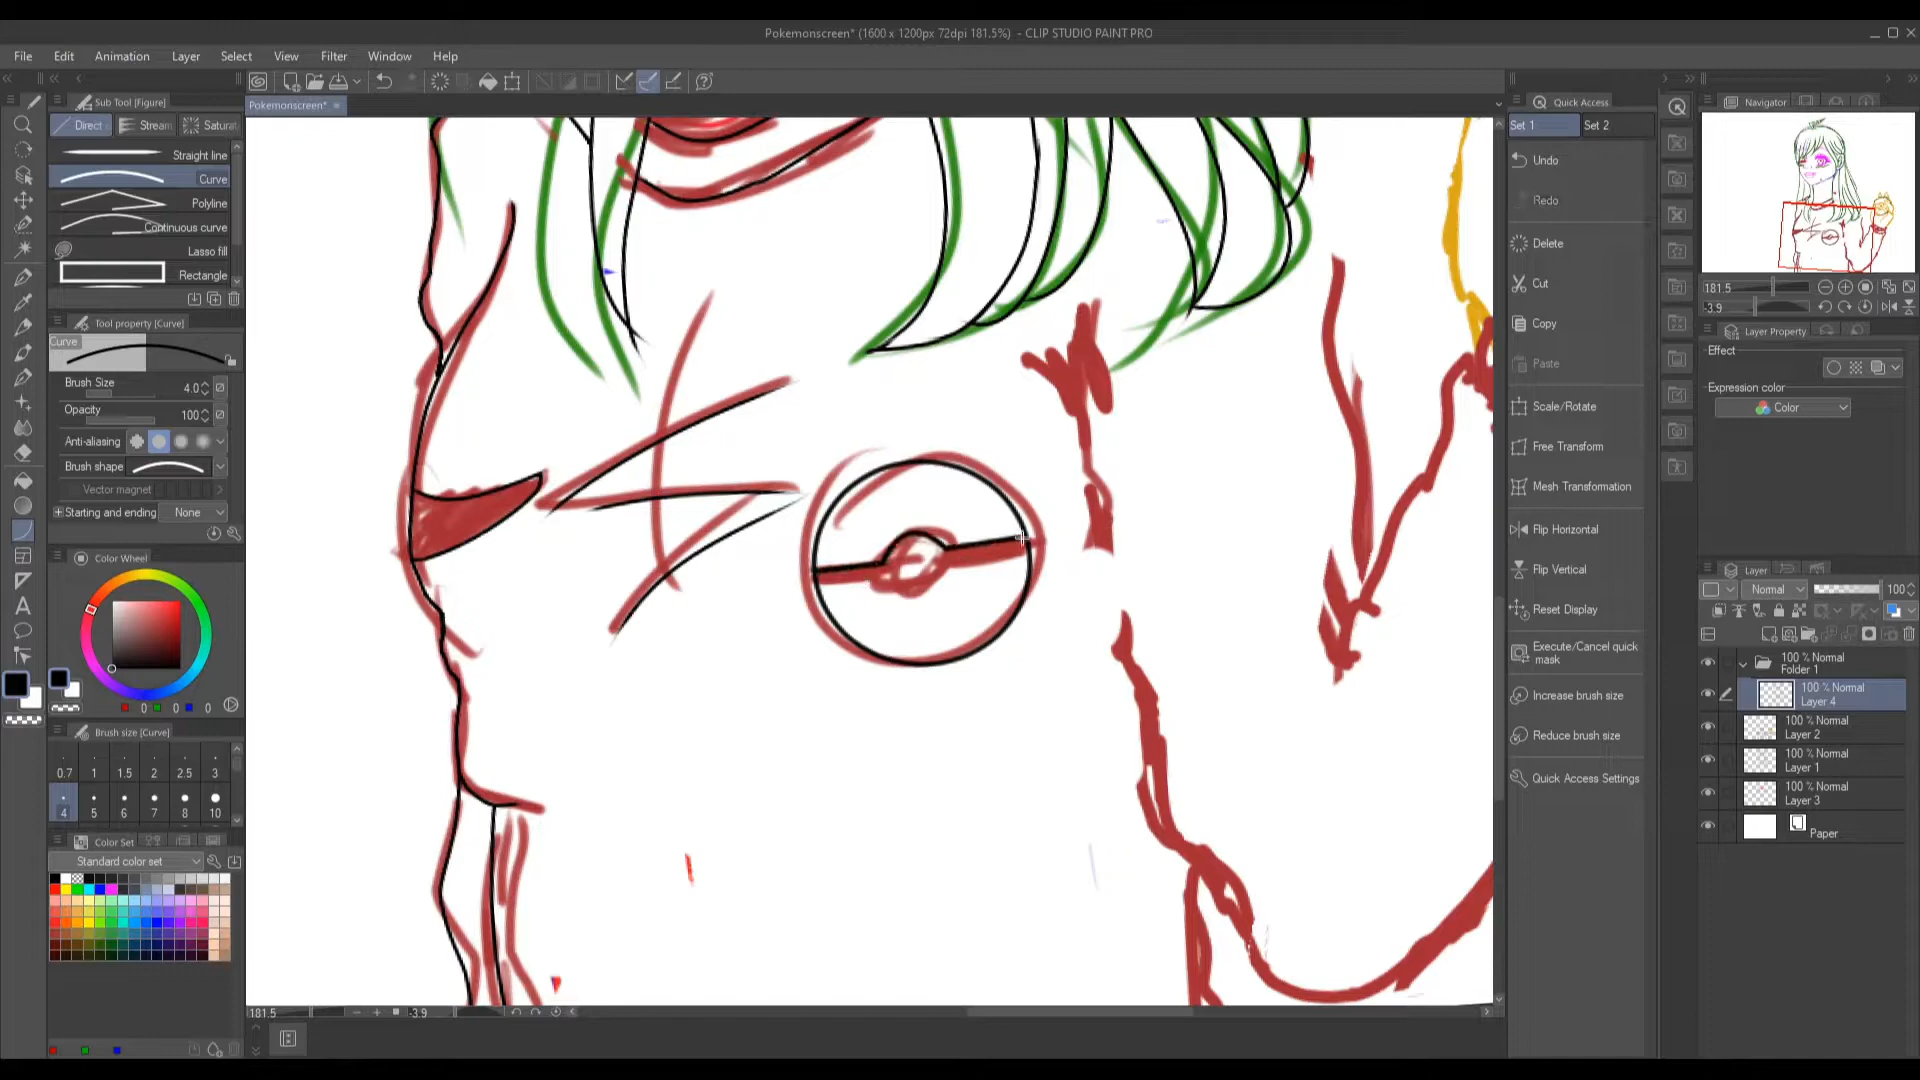 Pokemonscreen* (1600 x 1200px 72dpi 181.5%) - CLIP STUDIO PAINT PRO
File Edit Animation Layer Select View Filter Window Help
Sub Tool [Figure]
Direct Stream Saturat
Straight line
Curve
Polyline
Continuous curve
Lasso fill
Rectangle
Tool property [Curve]
Curve
Brush Size 4.0
Opacity 100
Anti-aliasing
Brush shape
Vector magnet
Starting and ending None
Color Wheel
0 0 0
Brush size [Curve]
0.7 1 1.5 2 2.5 3
4 5 6 7 8 10
Color Set
Standard color set
Pokemonscreen*
181.5 -3.9
Quick Access
Set 1 Set 2
Undo
Redo
Delete
Cut
Copy
Paste
Scale/Rotate
Free Transform
Mesh Transformation
Flip Horizontal
Flip Vertical
Reset Display
Execute/Cancel quick mask
Increase brush size
Reduce brush size
Quick Access Settings
Navigator
181.5
-3.9
Layer Property
Effect
Expression color
Color
Layer
Normal 100
100 % Normal
Folder 1
100 % Normal
Layer 4
100 % Normal
Layer 2
100 % Normal
Layer 1
100 % Normal
Layer 3
Paper